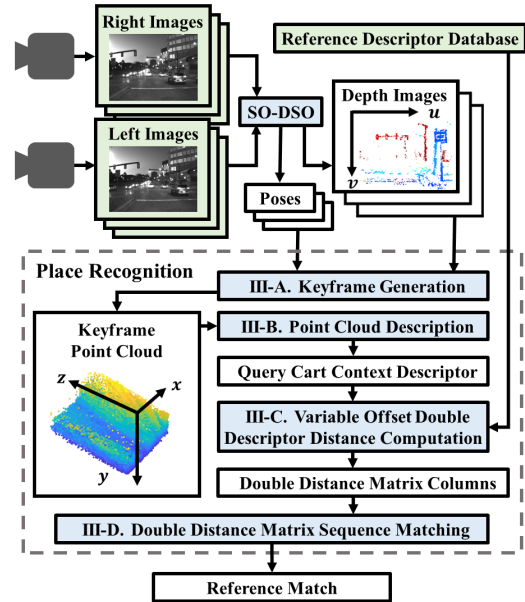 Right Images
Reference Descriptor Database
Left Images
SO-DSO
Depth Images
u
v
Poses
Place Recognition
III-A. Keyframe Generation
Keyframe
Point Cloud
z
x
y
III-B. Point Cloud Description
Query Cart Context Descriptor
III-C. Variable Offset Double
Descriptor Distance Computation
Double Distance Matrix Columns
III-D. Double Distance Matrix Sequence Matching
Reference Match